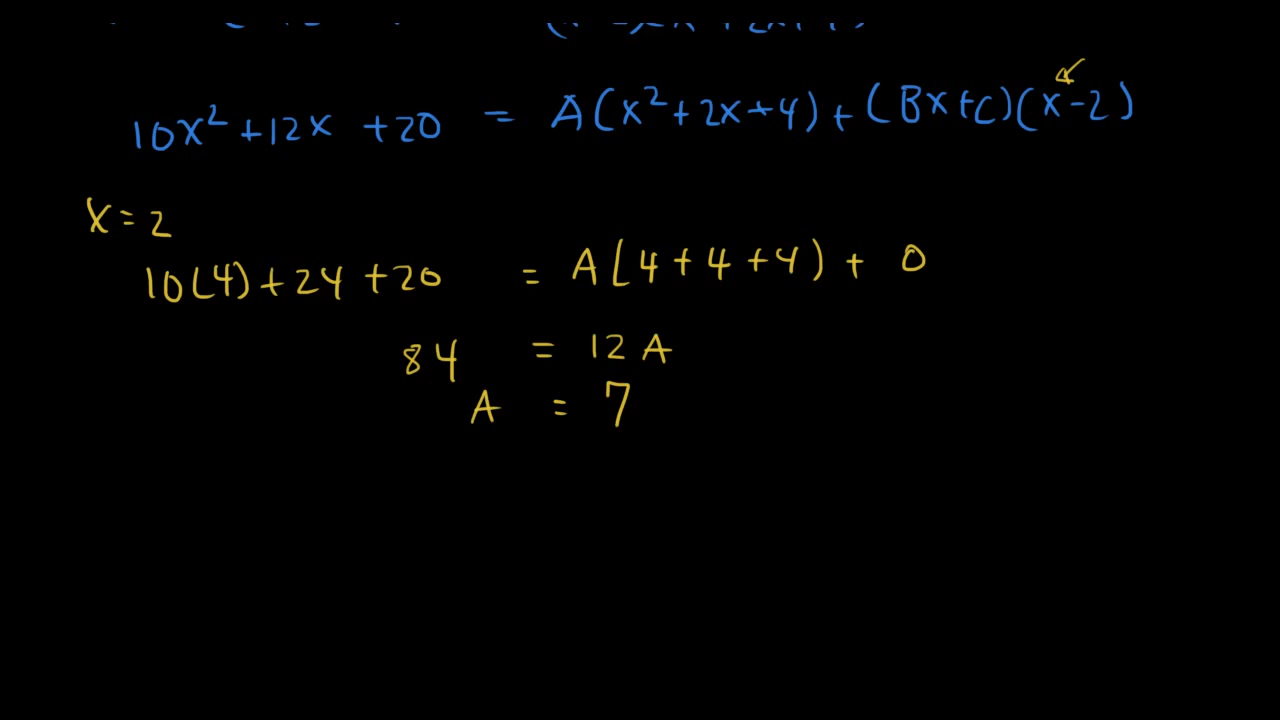 10x² + 12x + 20 = A(x² + 2x + 4) + (Bx + C)(x - 2)
x = 2
10(4) + 24 + 20 = A(4 + 4 + 4) + 0
84 = 12A
A = 7